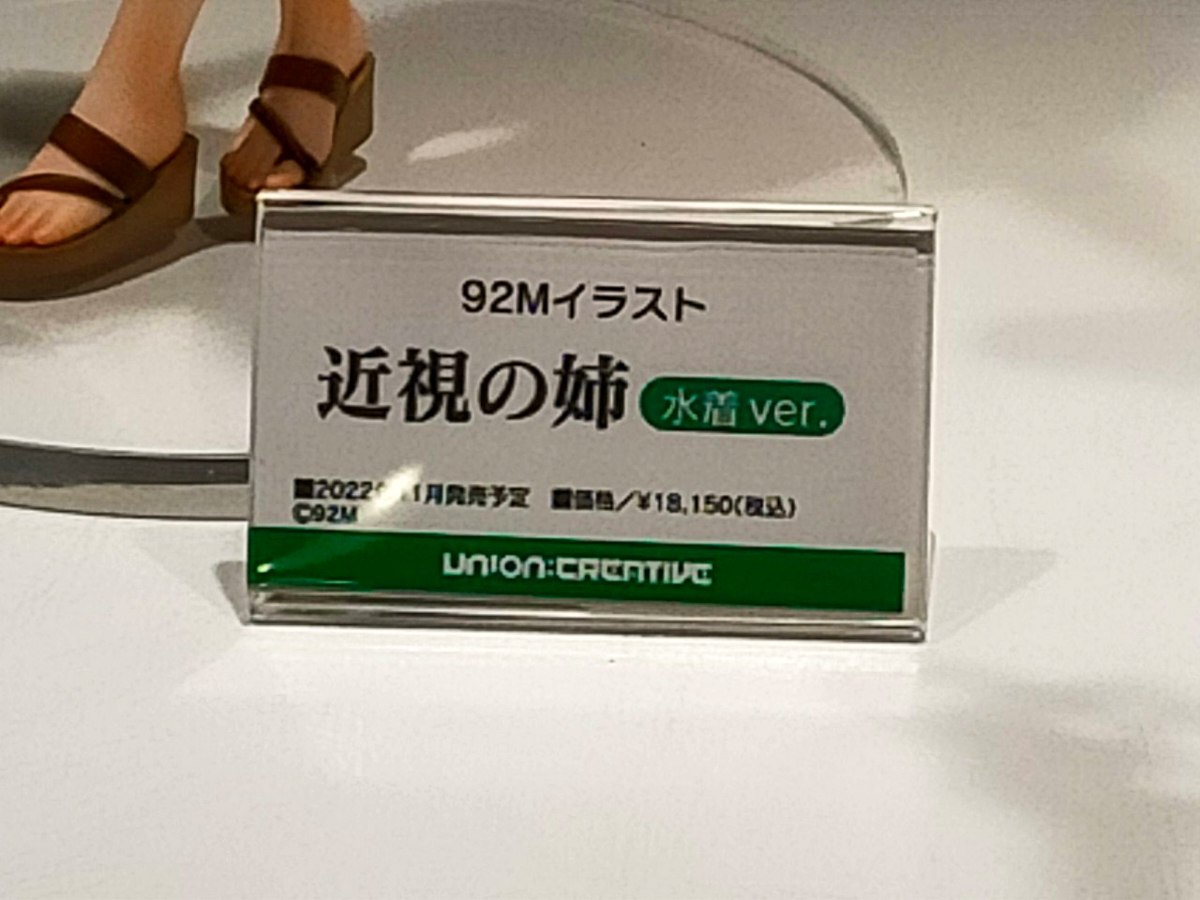 92Mイラスト
近視の姉 水着 ver.
■2022 1月発売予定 ■価格/¥18,150(税込)
©92M
UNION:CREATIVE